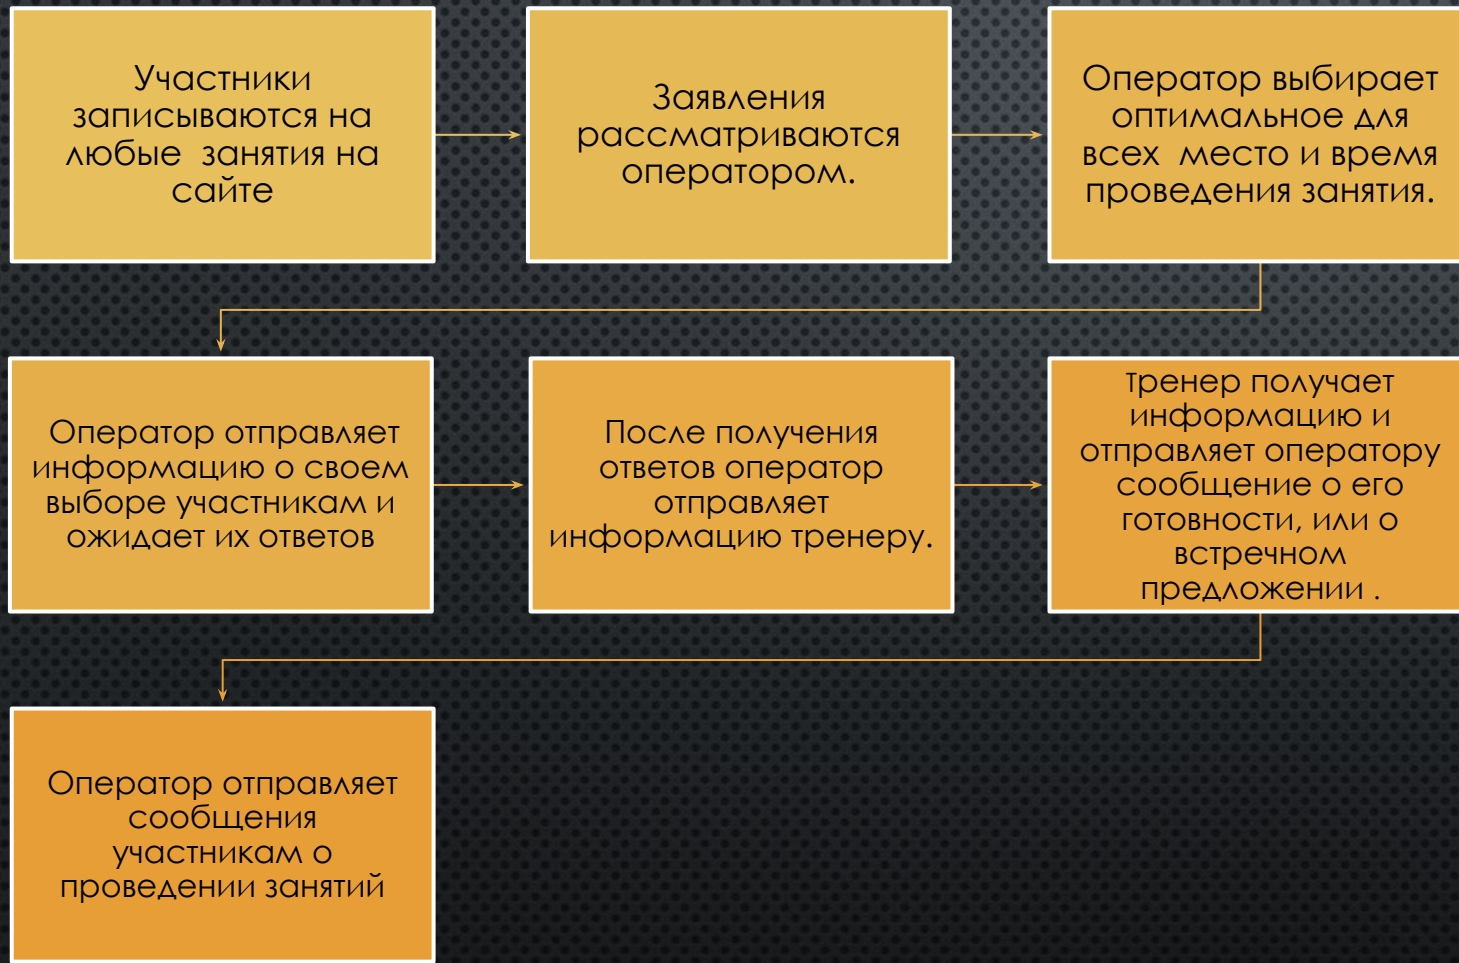 Участники
записываются на
любые занятия на
сайте
Заявления
рассматриваются
оператором.
Оператор выбирает
оптимальное для
всех место и время
проведения занятия.
Оператор отправляет
информацию о своем
выборе участникам и
ожидает их ответов
После получения
ответов оператор
отправляет
информацию тренеру.
Тренер получает
информацию и
отправляет оператору
сообщение о его
готовности, или о
встречном
предложении .
Оператор отправляет
сообщения
участникам о
проведении занятий